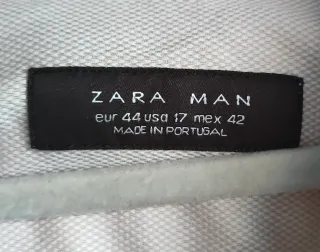 ZARA MAN
eur 44 usa 17 mex 42
MADE IN PORTUGAL